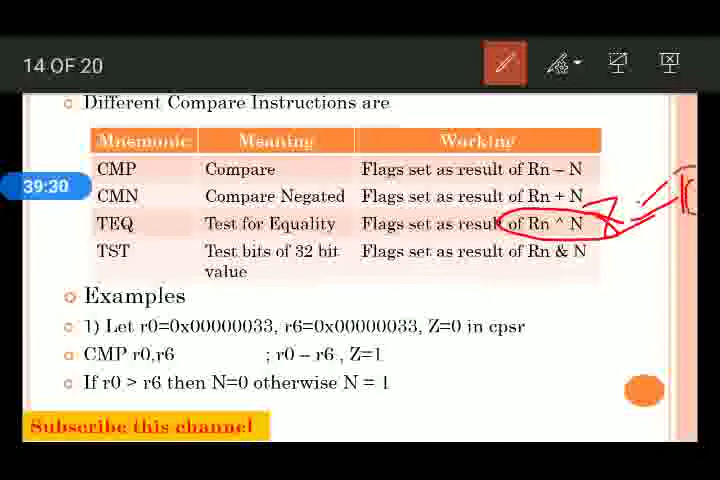 14 OF 20
Different Compare Instructions are
Mnemonic Meaning Working
CMP Compare Flags set as result of Rn – N
39:30
CMN Compare Negated Flags set as result of Rn + N
TEQ Test for Equality Flags set as result of Rn ^ N
TST Test bits of 32 bit value Flags set as result of Rn & N
Examples
1) Let r0=0x00000033, r6=0x00000033, Z=0 in cpsr
CMP r0,r6 ; r0 – r6 , Z=1
If r0 > r6 then N=0 otherwise N = 1
Subscribe this channel